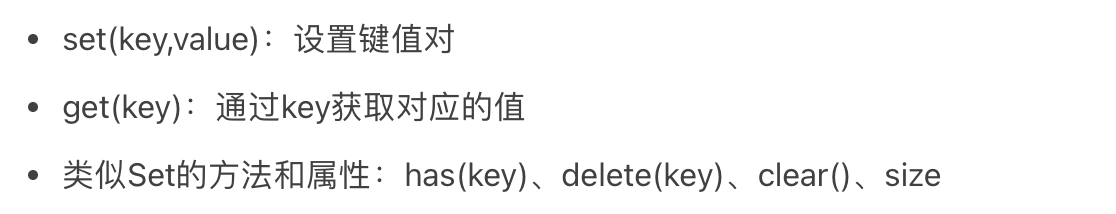 • set(key,value)：设置键值对
• get(key)：通过key获取对应的值
• 类似Set的方法和属性：has(key)、delete(key)、clear()、size